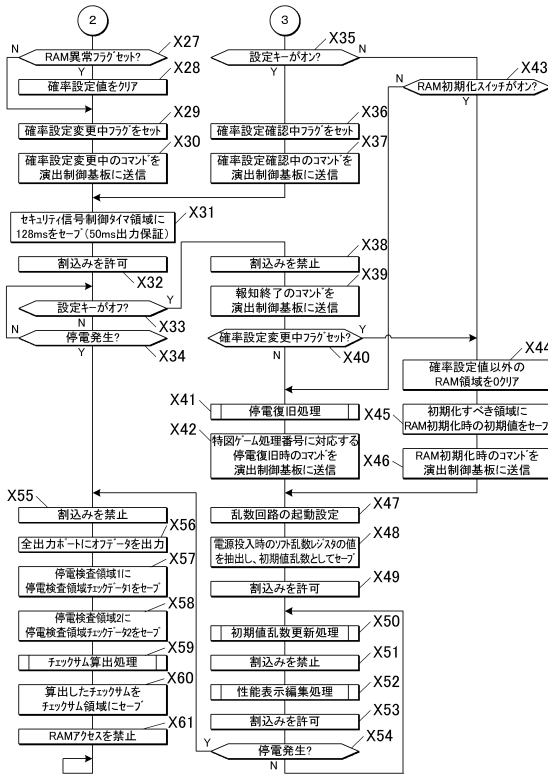 2
RAM異常フラグセット?
X27
N
Y
X28
確率設定値をクリア
X29
確率設定変更中フラグをセット
X30
確率設定変更中のコマンドを
演出制御基板に送信
X31
セキュリティ信号制御タイマ領域に
128msをセーブ(50ms出力保証)
割込みを許可
X32
設定キーがオフ?
Y
N
X33
停電発生?
N
Y
X34
X55
割込みを禁止
X56
全出力ポートにオフデータを出力
X57
停電検査領域1に
停電検査領域チェックデータ1をセーブ
X58
停電検査領域2に
停電検査領域チェックデータ2をセーブ
X59
チェックサム算出処理
X60
算出したチェックサムを
チェックサム領域にセーブ
X61
RAMアクセスを禁止
3
X35
設定キーがオン?
N
Y
X36
確率設定確認中フラグをセット
X37
確率設定確認中のコマンドを
演出制御基板に送信
X38
割込みを禁止
X39
報知終了のコマンドを
演出制御基板に送信
確率設定変更中フラグセット?
Y
N
X40
X41
停電復旧処理
X42
特図ゲーム処理番号に対応する
停電復旧時のコマンドを
演出制御基板に送信
X43
RAM初期化スイッチがオン?
N
Y
X44
確率設定値以外の
RAM領域を0クリア
X45
初期化すべき領域に
RAM初期化時の初期値をセーブ
X46
RAM初期化時のコマンドを
演出制御基板に送信
X47
乱数回路の起動設定
X48
電源投入時のソフト乱数レジスタの値
を抽出し、初期値乱数としてセーブ
X49
割込みを許可
X50
初期値乱数更新処理
X51
割込みを禁止
X52
性能表示編集処理
X53
割込みを許可
X54
停電発生?
Y
N